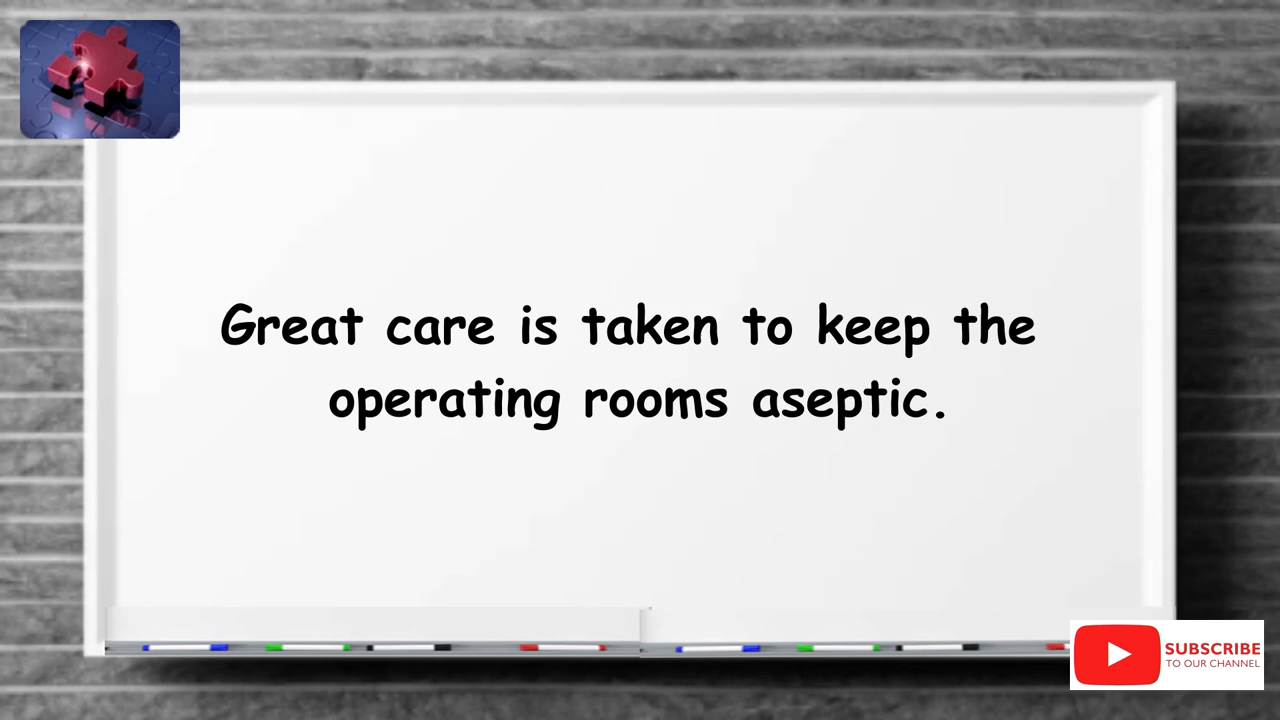 Great care is taken to keep the
operating rooms aseptic.
SUBSCRIBE
TO OUR CHANNEL